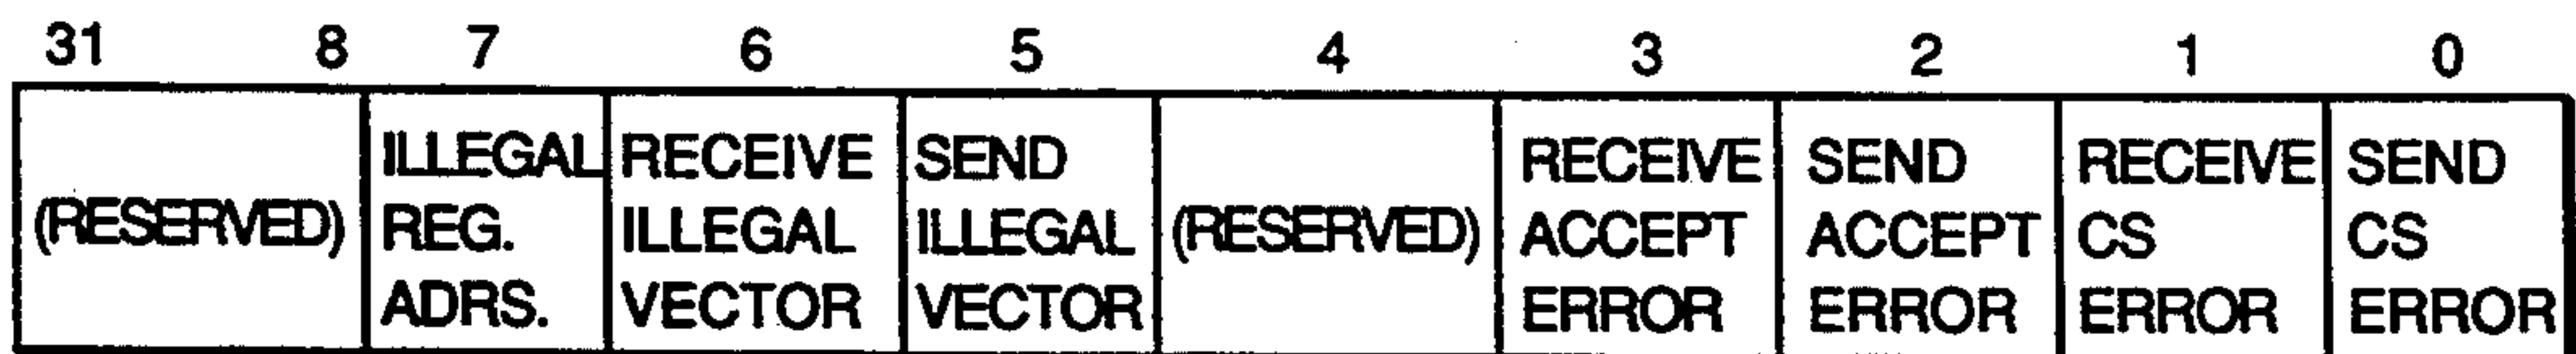 31 8 7 6 5 4 3 2 1 0
(RESERVED)
ILLEGAL
REG.
ADRS.
RECEIVE
ILLEGAL
VECTOR
SEND
ILLEGAL
VECTOR
(RESERVED)
RECEIVE
ACCEPT
ERROR
SEND
ACCEPT
ERROR
RECEIVE
CS
ERROR
SEND
CS
ERROR